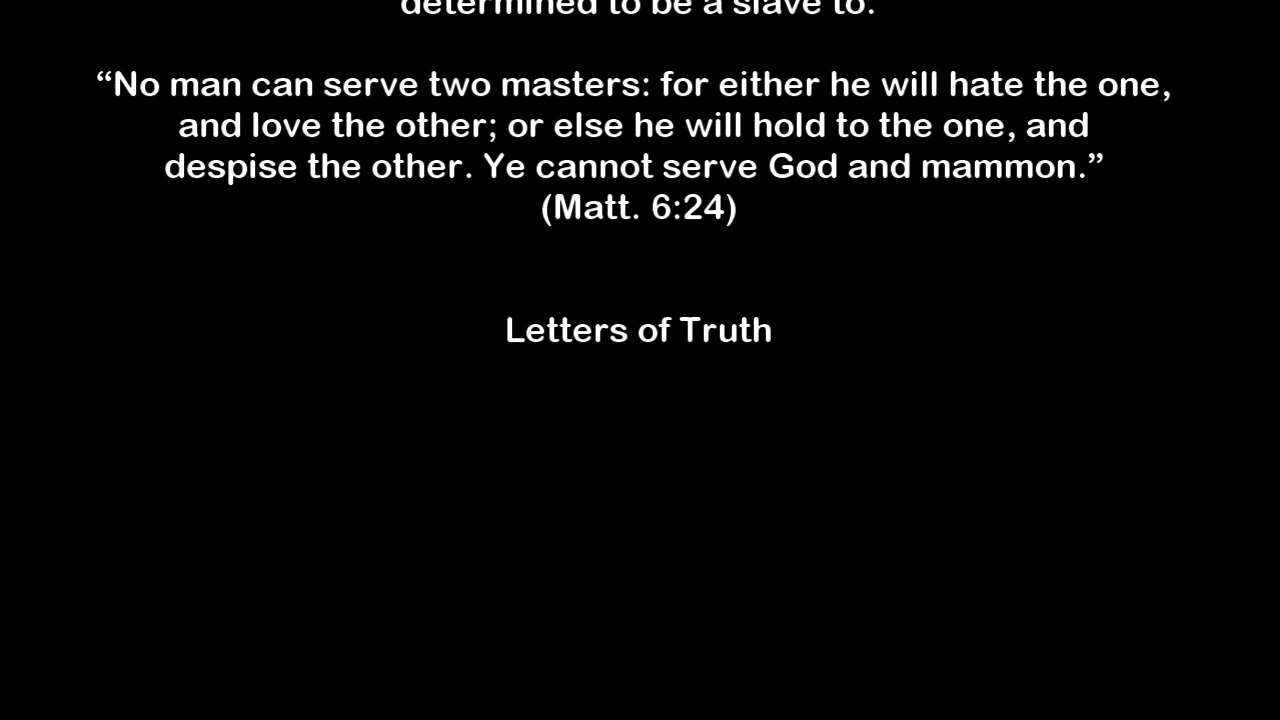 determined to be a slave to.
“No man can serve two masters: for either he will hate the one,
and love the other; or else he will hold to the one, and
despise the other. Ye cannot serve God and mammon.”
(Matt. 6:24)
Letters of Truth